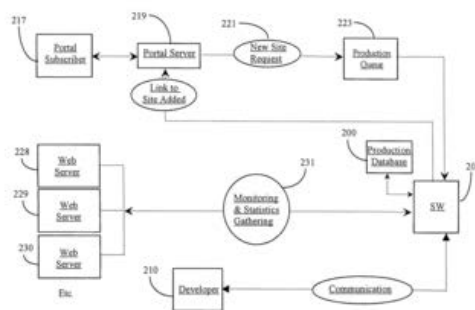 217
219
221
223
Portal
Subscriber
Portal Server
New Site
Request
Production
Queue
Link to
Site Added
228
Web
Server
200
Production
Database
231
229
Web
Server
Monitoring
& Statistics
Gathering
SW
20
230
Web
Server
Etc.
210
Developer
Communication